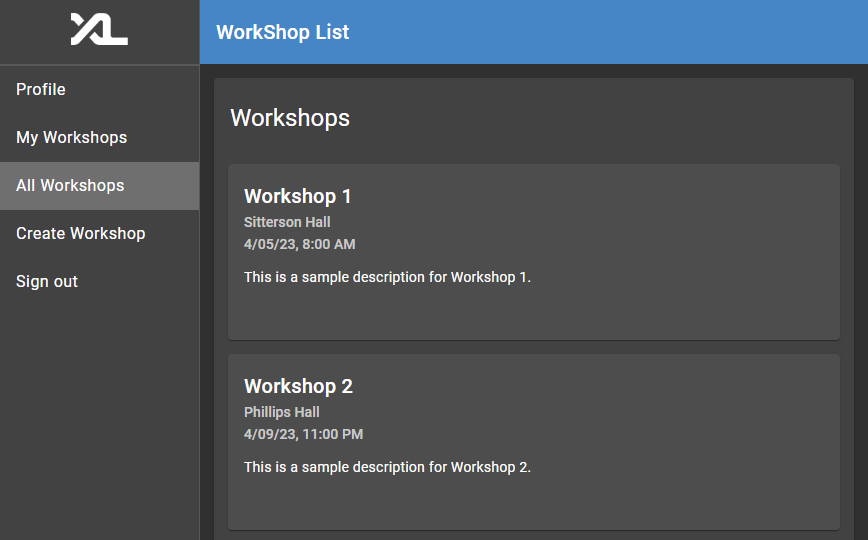 XL
WorkShop List
Profile
My Workshops
All Workshops
Create Workshop
Sign out
Workshops
Workshop 1
Sitterson Hall
4/05/23, 8:00 AM
This is a sample description for Workshop 1.
Workshop 2
Phillips Hall
4/09/23, 11:00 PM
This is a sample description for Workshop 2.